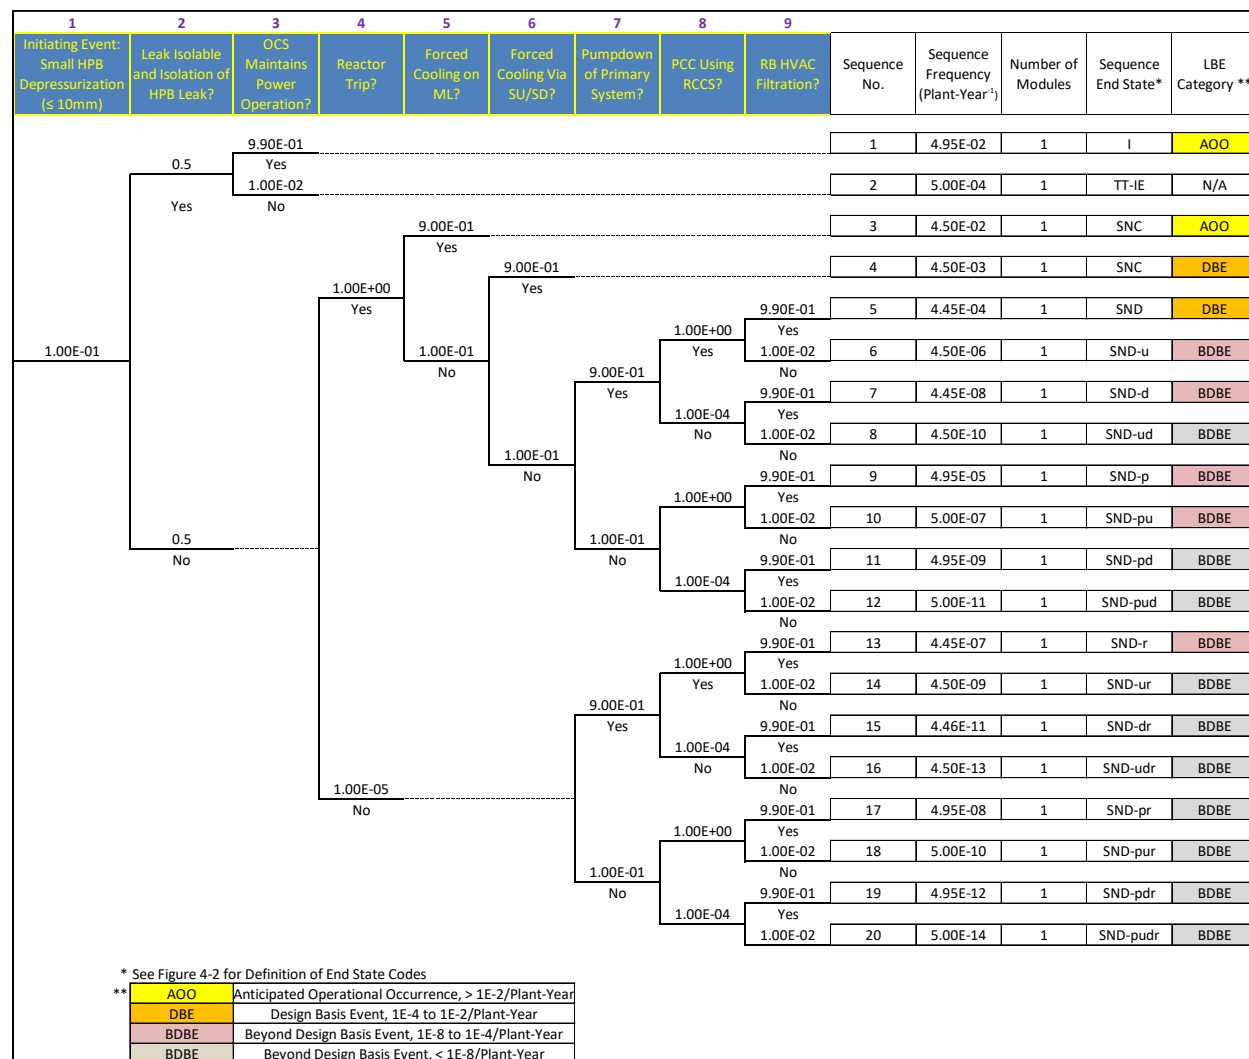 1 2 3 4 5 6 7 8 9
Initiating Event: Small HPB Depressurization (≤ 10mm)
Leak Isolable and Isolation of HPB Leak?
OCS Maintains Power Operation?
Reactor Trip?
Forced Cooling on ML?
Forced Cooling Via SU/SD?
Pumpdown of Primary System?
PCC Using RCCS?
RB HVAC Filtration?
Sequence No.
Sequence Frequency (Plant-Year⁻¹)
Number of Modules
Sequence End State*
LBE Category **
9.90E-01 1 4.95E-02 1 I AOO
0.5 Yes
1.00E-02 2 5.00E-04 1 TT-IE N/A
Yes No
9.00E-01 3 4.50E-02 1 SNC AOO
Yes
9.00E-01 4 4.50E-03 1 SNC DBE
1.00E+00 Yes
Yes 9.90E-01 5 4.45E-04 1 SND DBE
1.00E+00 Yes
1.00E-01 1.00E-01 Yes 1.00E-02 6 4.50E-06 1 SND-u BDBE
No 9.00E-01 No
Yes 9.90E-01 7 4.45E-08 1 SND-d BDBE
1.00E-04 Yes
No 1.00E-02 8 4.50E-10 1 SND-ud BDBE
1.00E-01 No
No 9.90E-01 9 4.95E-05 1 SND-p BDBE
1.00E+00 Yes
1.00E-02 10 5.00E-07 1 SND-pu BDBE
0.5 1.00E-01 No
No No 9.90E-01 11 4.95E-09 1 SND-pd BDBE
1.00E-04 Yes
1.00E-02 12 5.00E-11 1 SND-pud BDBE
No
9.90E-01 13 4.45E-07 1 SND-r BDBE
1.00E+00 Yes
Yes 1.00E-02 14 4.50E-09 1 SND-ur BDBE
9.00E-01 No
Yes 9.90E-01 15 4.46E-11 1 SND-dr BDBE
1.00E-04 Yes
No 1.00E-02 16 4.50E-13 1 SND-udr BDBE
1.00E-05 No
No 9.90E-01 17 4.95E-08 1 SND-pr BDBE
1.00E+00 Yes
1.00E-02 18 5.00E-10 1 SND-pur BDBE
1.00E-01 No
No 9.90E-01 19 4.95E-12 1 SND-pdr BDBE
1.00E-04 Yes
1.00E-02 20 5.00E-14 1 SND-pudr BDBE
* See Figure 4-2 for Definition of End State Codes
** AOO Anticipated Operational Occurrence, > 1E-2/Plant-Year
DBE Design Basis Event, 1E-4 to 1E-2/Plant-Year
BDBE Beyond Design Basis Event, 1E-8 to 1E-4/Plant-Year
BDBE Beyond Design Basis Event, < 1E-8/Plant-Year